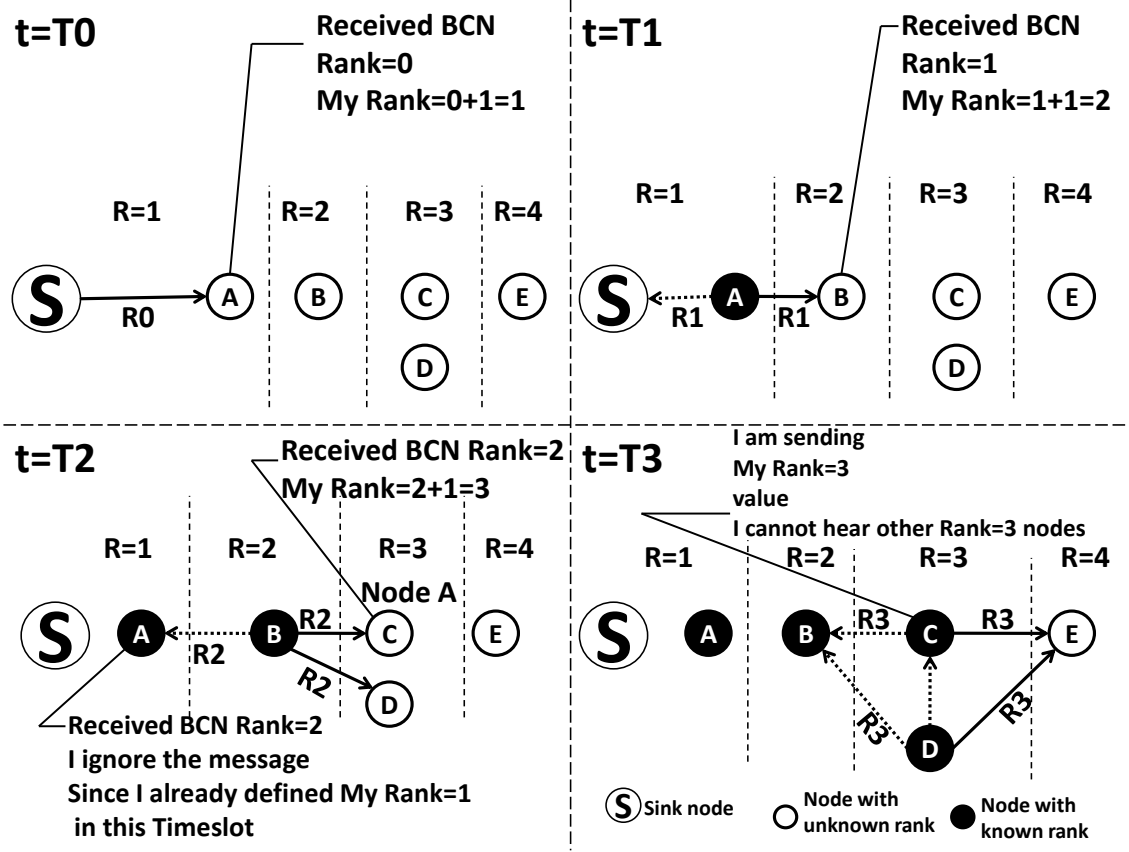 t=T0
Received BCN
Rank=0
My Rank=0+1=1
R=1
R=2
R=3
R=4
S
A
B
C
E
R0
D
t=T1
Received BCN
Rank=1
My Rank=1+1=2
R=1
R=2
R=3
R=4
S
A
B
C
E
R1
R1
D
t=T2
Received BCN Rank=2
My Rank=2+1=3
R=1
R=2
R=3
R=4
Node A
S
A
B
R2
C
E
R2
R2
D
Received BCN Rank=2
I ignore the message
Since I already defined My Rank=1
in this Timeslot
t=T3
I am sending
My Rank=3
value
I cannot hear other Rank=3 nodes
R=1
R=2
R=3
R=4
S
A
B
R3
C
R3
E
R3
R3
D
S Sink node
Node with
unknown rank
Node with
known rank